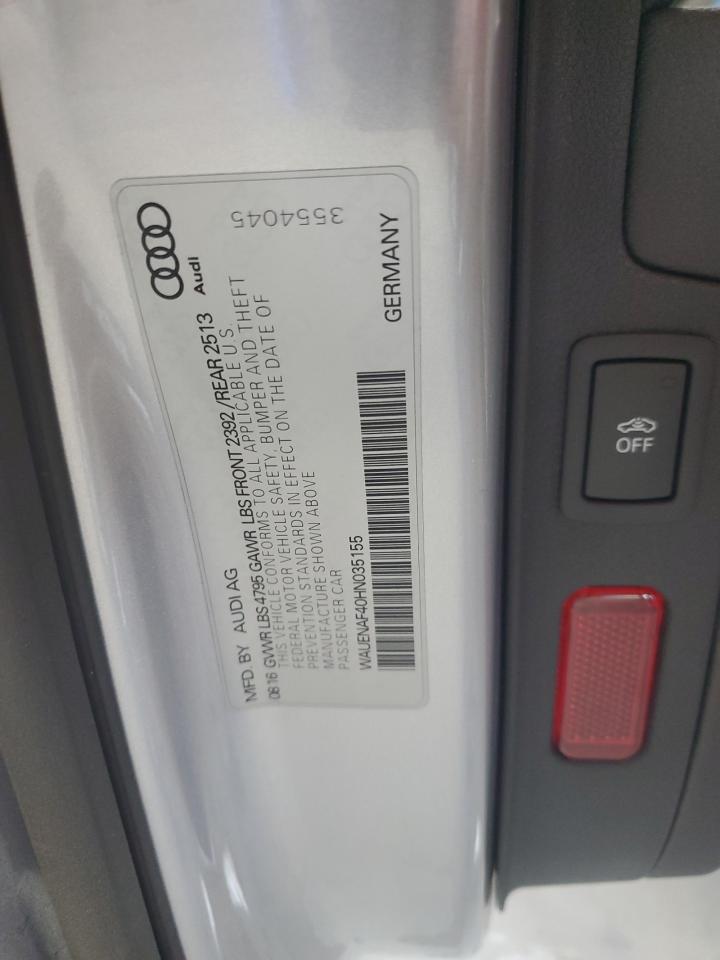 Audi
3554045
MFD. BY AUDI AG
0616 GVWR LBS 4795 GAWR LBS FRONT 2392/REAR 2513
THIS VEHICLE CONFORMS TO ALL APPLICABLE U.S.
FEDERAL MOTOR VEHICLE SAFETY, BUMPER AND THEFT
PREVENTION STANDARDS IN EFFECT ON THE DATE OF
MANUFACTURE SHOWN ABOVE
PASSENGER CAR
WAUENAF40HN035155
GERMANY
OFF